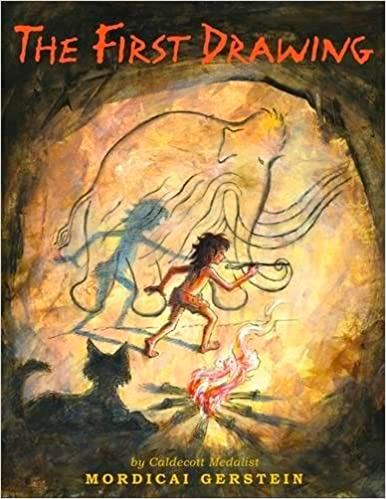 THE FIRST DRAWING
by Caldecott Medalist
MORDICAI GERSTEIN